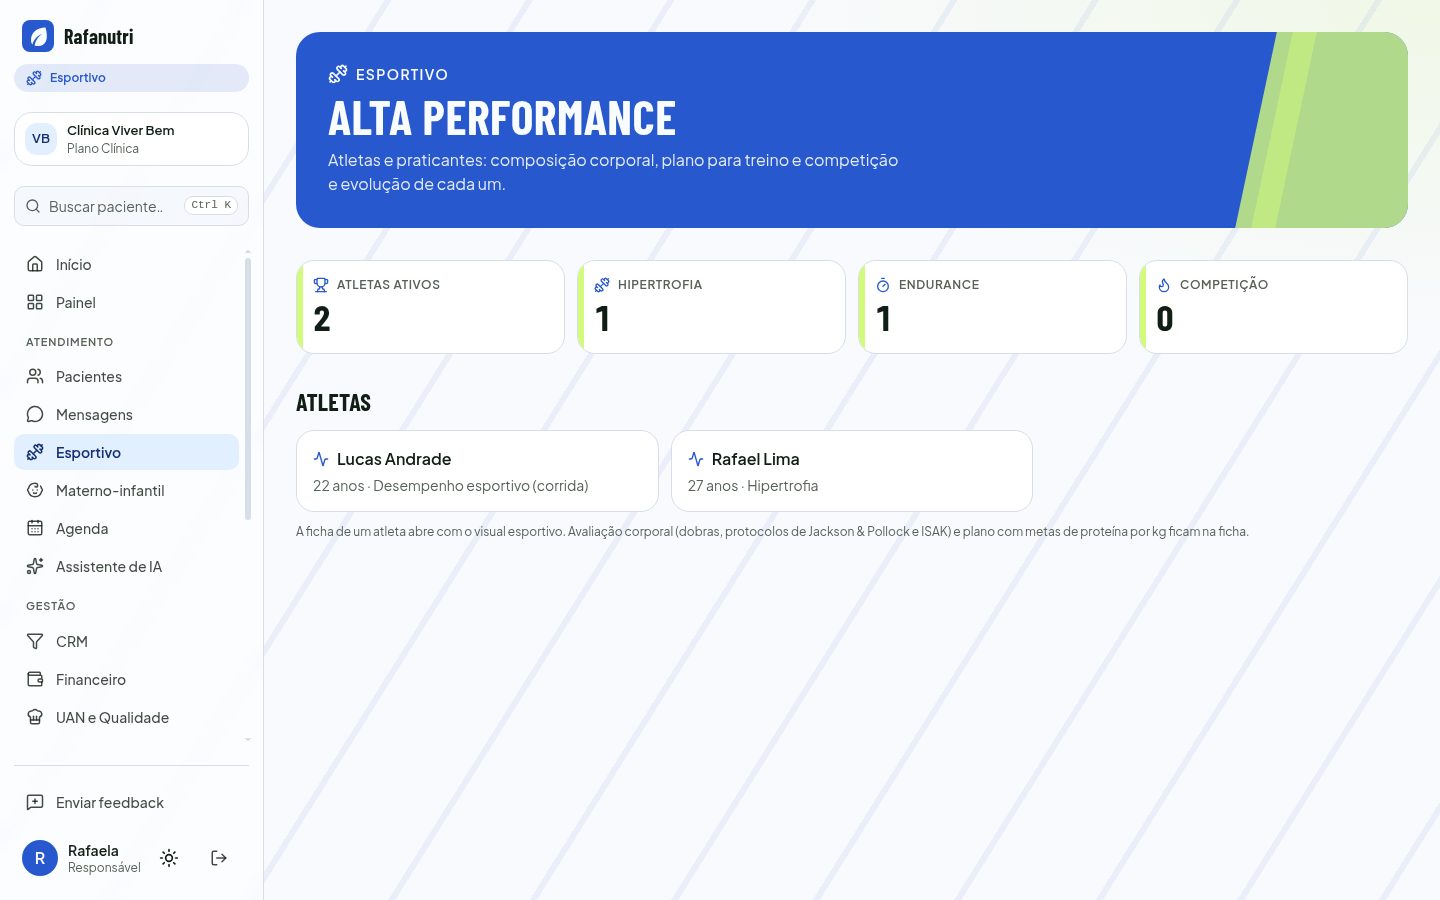 Rafanutri
Esportivo
VB
Clínica Viver Bem
Plano Clínica
Buscar paciente..
Ctrl K
Início
Painel
ATENDIMENTO
Pacientes
Mensagens
Esportivo
Materno-infantil
Agenda
Assistente de IA
GESTÃO
CRM
Financeiro
UAN e Qualidade
Enviar feedback
R
Rafaela
Responsável
ESPORTIVO
ALTA PERFORMANCE
Atletas e praticantes: composição corporal, plano para treino e competição
e evolução de cada um.
ATLETAS ATIVOS
2
HIPERTROFIA
1
ENDURANCE
1
COMPETIÇÃO
0
ATLETAS
Lucas Andrade
22 anos · Desempenho esportivo (corrida)
Rafael Lima
27 anos · Hipertrofia
A ficha de um atleta abre com o visual esportivo. Avaliação corporal (dobras, protocolos de Jackson & Pollock e ISAK) e plano com metas de proteína por kg ficam na ficha.